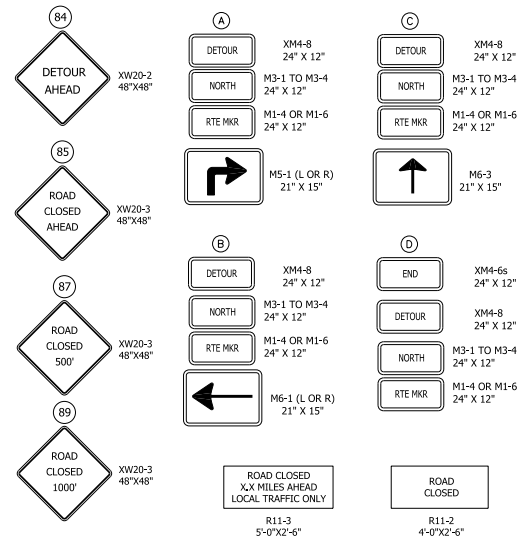 84
DETOUR
AHEAD
XW20-2
48"X48"
85
ROAD
CLOSED
AHEAD
XW20-3
48"X48"
87
ROAD
CLOSED
500'
XW20-3
48"X48"
89
ROAD
CLOSED
1000'
XW20-3
48"X48"
A
DETOUR
XM4-8
24" X 12"
NORTH
M3-1 TO M3-4
24" X 12"
RTE MKR
M1-4 OR M1-6
24" X 12"
M5-1 (L OR R)
21" X 15"
B
DETOUR
XM4-8
24" X 12"
NORTH
M3-1 TO M3-4
24" X 12"
RTE MKR
M1-4 OR M1-6
24" X 12"
M6-1 (L OR R)
21" X 15"
C
DETOUR
XM4-8
24" X 12"
NORTH
M3-1 TO M3-4
24" X 12"
RTE MKR
M1-4 OR M1-6
24" X 12"
M6-3
21" X 15"
D
END
XM4-6s
24" X 12"
DETOUR
XM4-8
24" X 12"
NORTH
M3-1 TO M3-4
24" X 12"
RTE MKR
M1-4 OR M1-6
24" X 12"
ROAD CLOSED
X.X MILES AHEAD
LOCAL TRAFFIC ONLY
R11-3
5'-0"X2'-6"
ROAD
CLOSED
R11-2
4'-0"X2'-6"